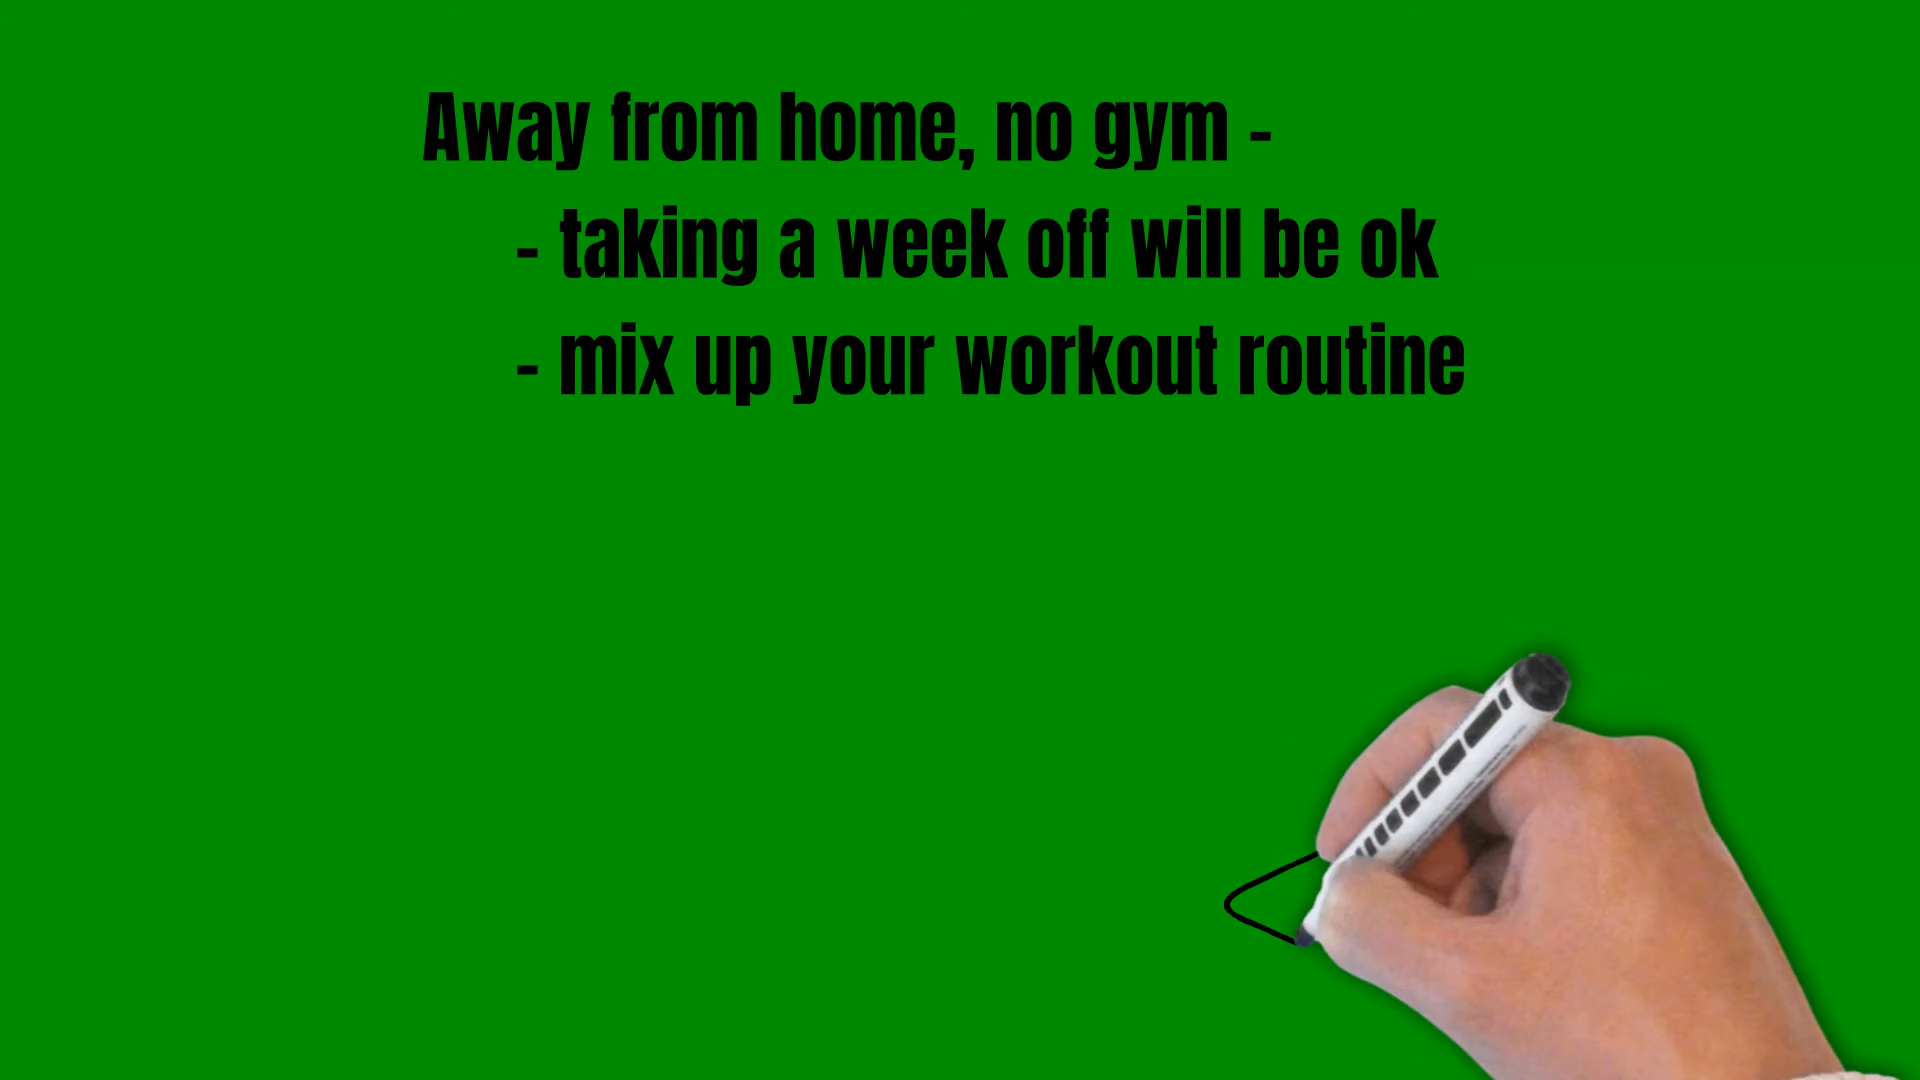 Away from home, no gym -
- taking a week off will be ok
- mix up your workout routine